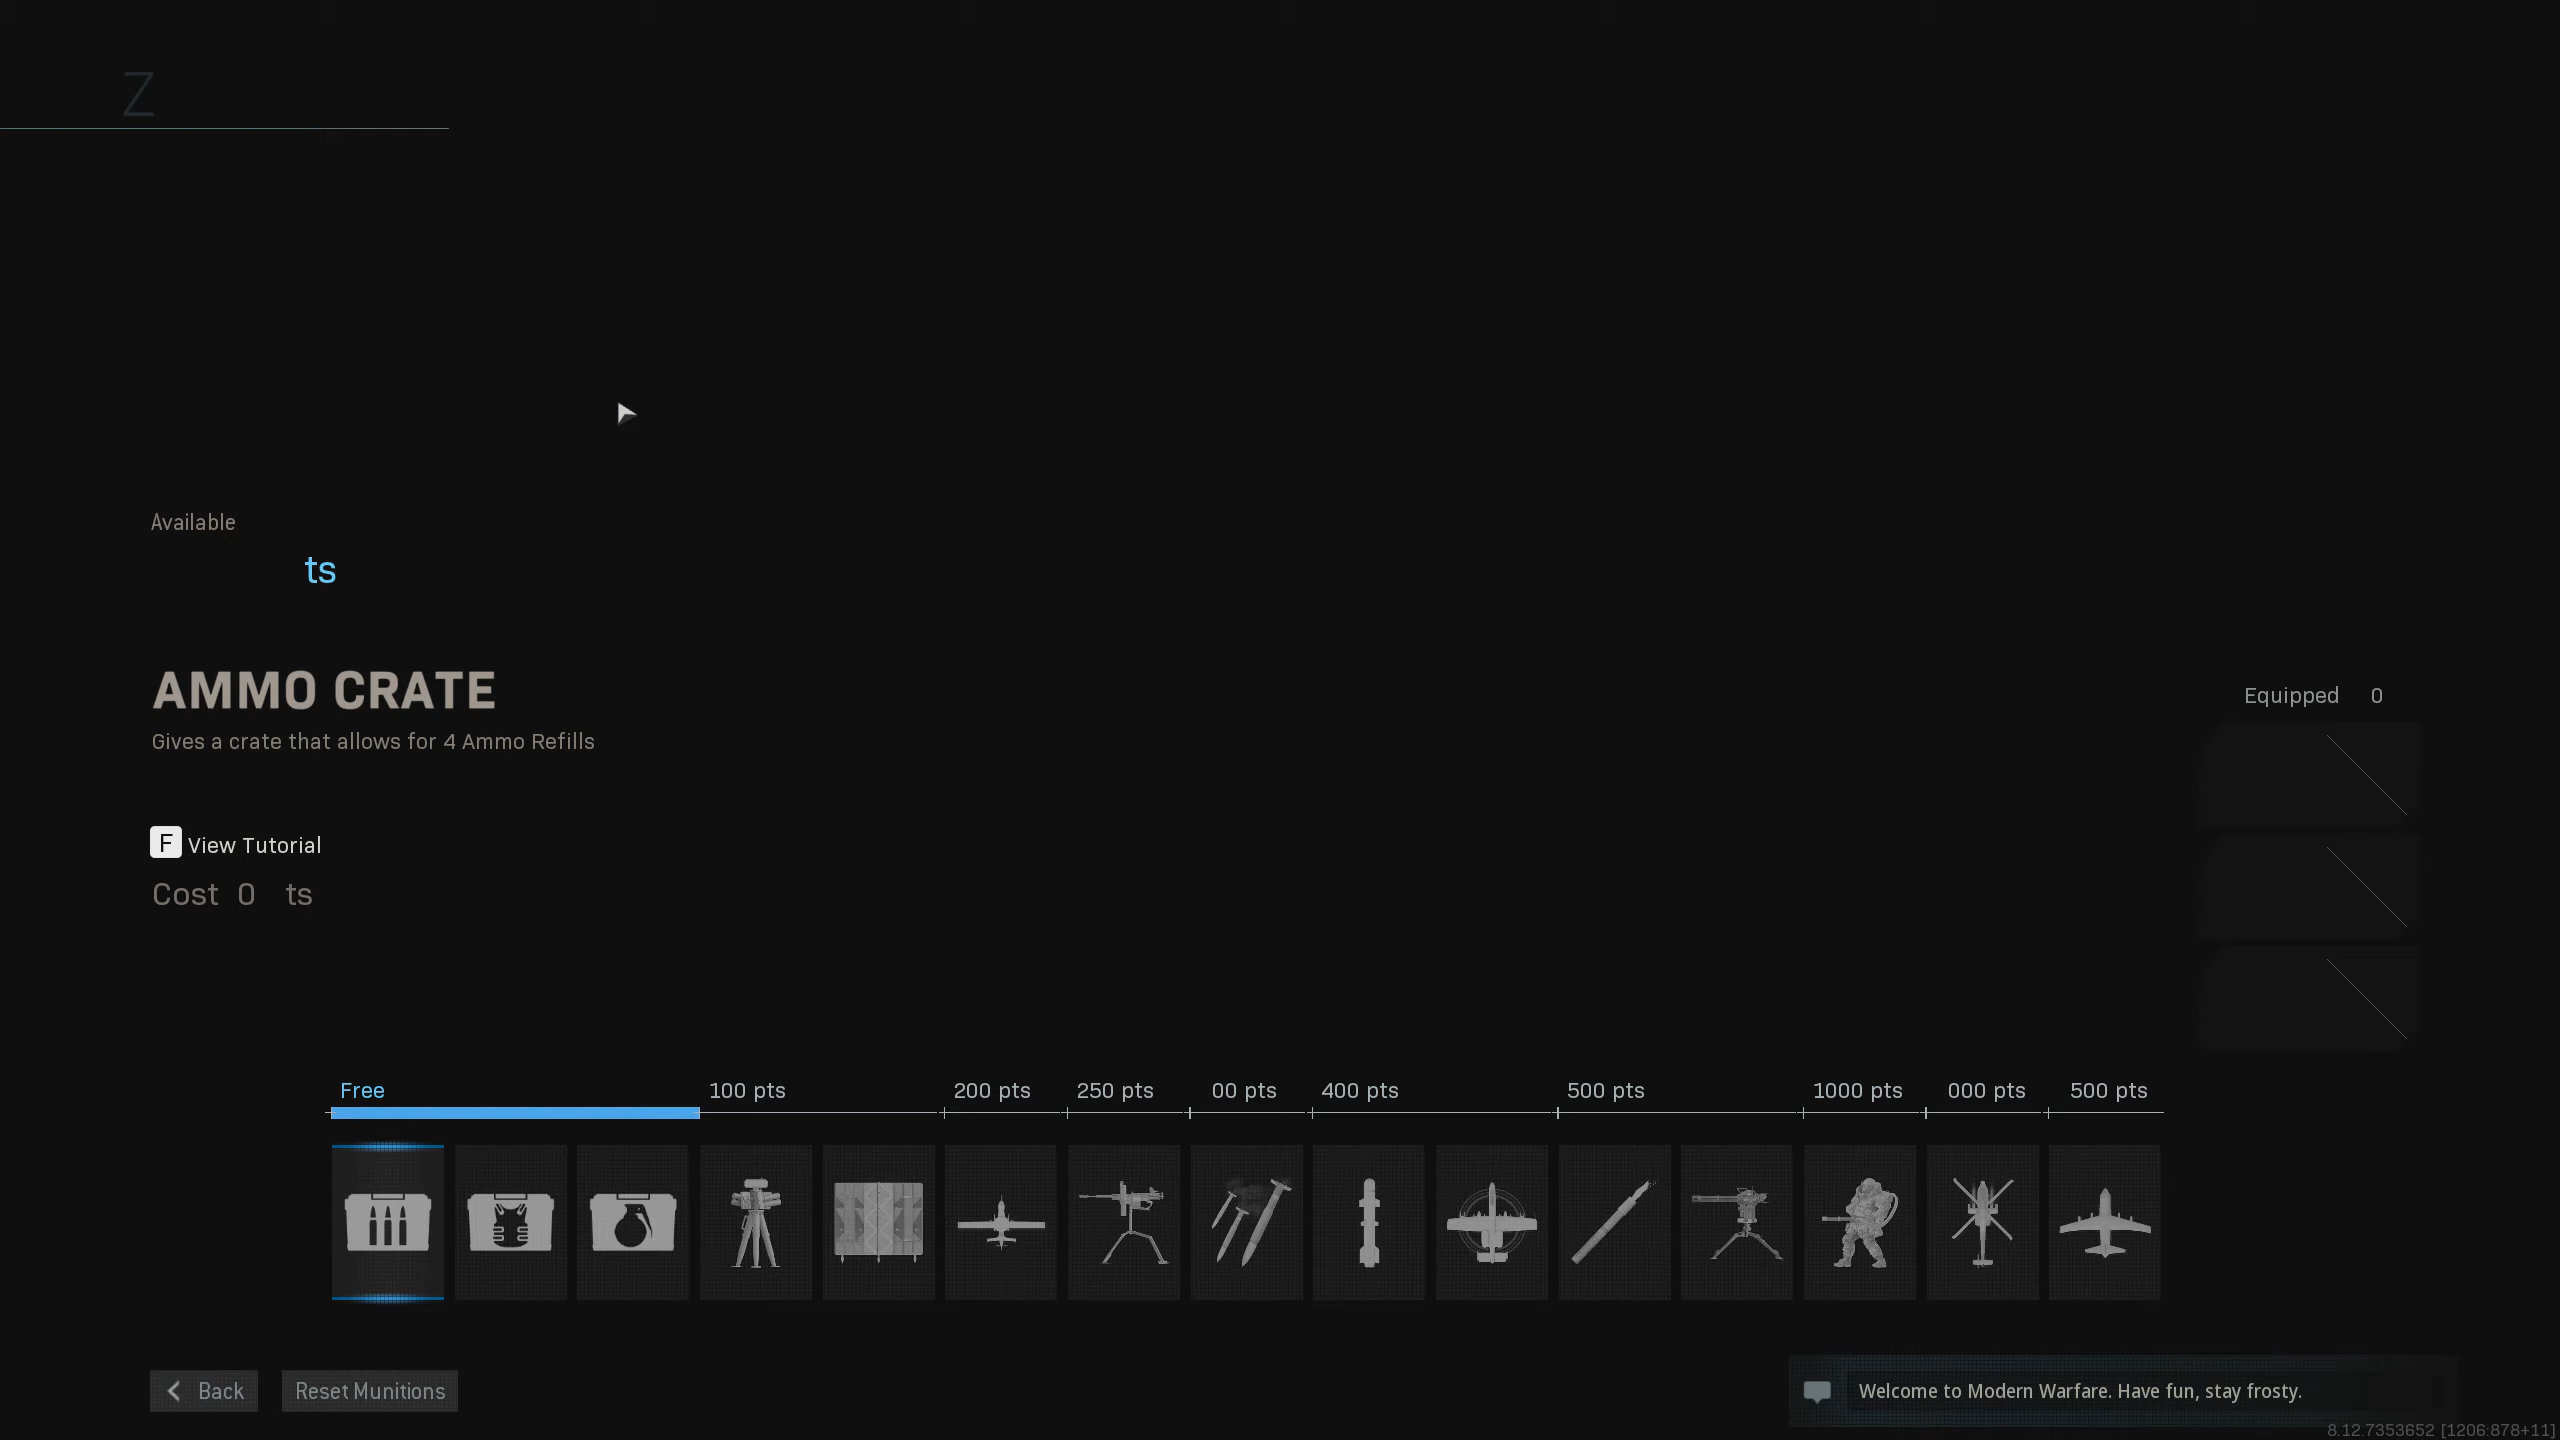 Z
Available
ts
AMMO CRATE
Gives a crate that allows for 4 Ammo Refills
F View Tutorial
Cost 0 ts
Equipped 0
Free 100 pts 200 pts 250 pts 00 pts 400 pts 500 pts 1000 pts 000 pts 500 pts
Back Reset Munitions
Welcome to Modern Warfare. Have fun, stay frosty.
8.12.7353652 [1206:878+11]